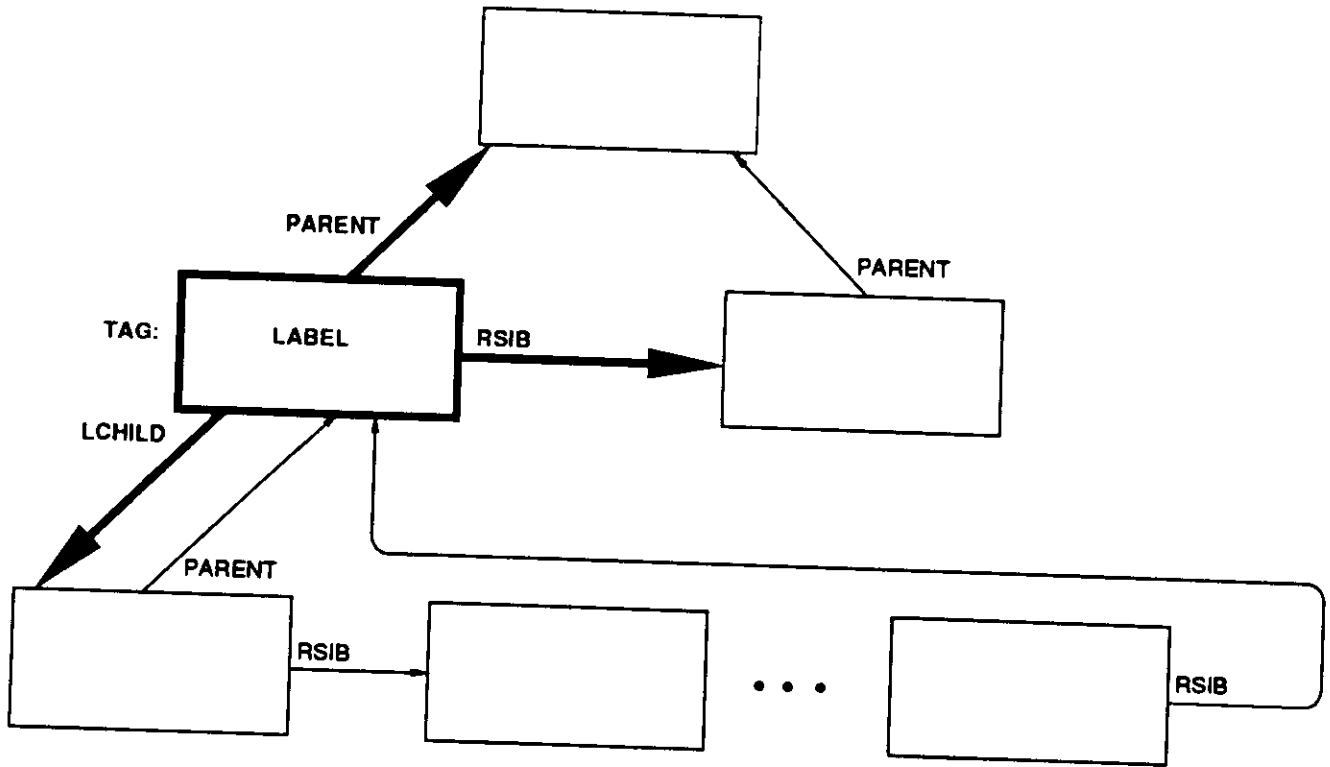 PARENT
PARENT
TAG:
LABEL
RSIB
LCHILD
PARENT
RSIB
RSIB